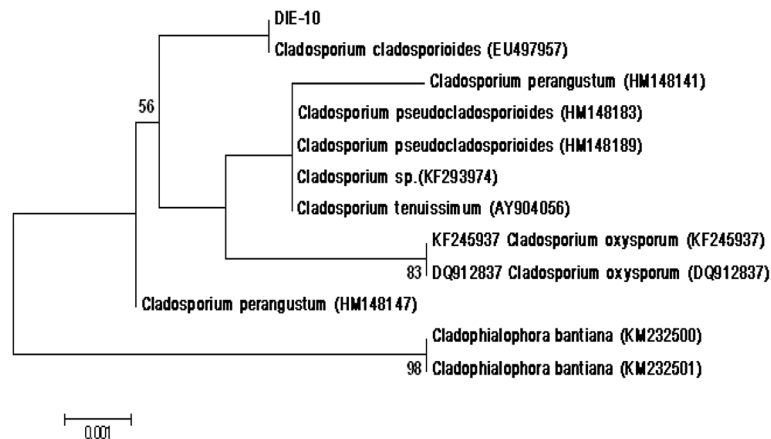 DIE-10
Cladosporium cladosporioides (EU497957)
Cladosporium perangustum (HM148141)
56
Cladosporium pseudocladosporioides (HM148183)
Cladosporium pseudocladosporioides (HM148189)
Cladosporium sp.(KF293974)
Cladosporium tenuissimum (AY904056)
KF245937 Cladosporium oxysporum (KF245937)
83 DQ912837 Cladosporium oxysporum (DQ912837)
Cladosporium perangustum (HM148147)
Cladophialophora bantiana (KM232500)
98 Cladophialophora bantiana (KM232501)
0.001